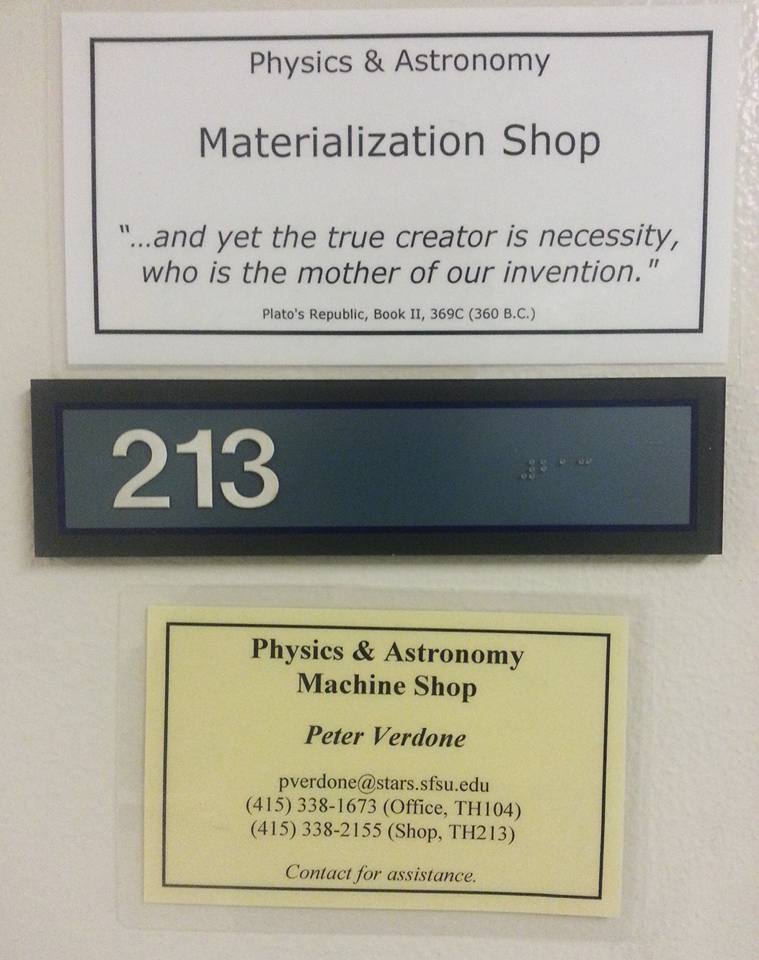 Physics & Astronomy
Materialization Shop
"...and yet the true creator is necessity,
who is the mother of our invention."
Plato's Republic, Book II, 369C (360 B.C.)
213
⠼⠃⠁⠉
Physics & Astronomy
Machine Shop
Peter Verdone
pverdone@stars.sfsu.edu
(415) 338-1673 (Office, TH104)
(415) 338-2155 (Shop, TH213)
Contact for assistance.